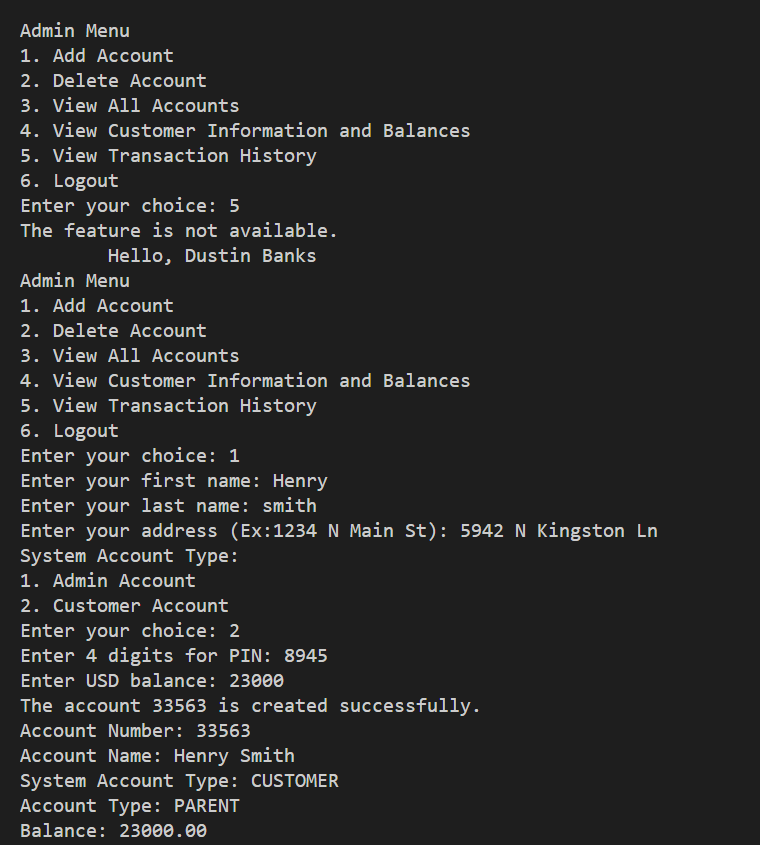 Admin Menu
1. Add Account
2. Delete Account
3. View All Accounts
4. View Customer Information and Balances
5. View Transaction History
6. Logout
Enter your choice: 5
The feature is not available.
Hello, Dustin Banks
Admin Menu
1. Add Account
2. Delete Account
3. View All Accounts
4. View Customer Information and Balances
5. View Transaction History
6. Logout
Enter your choice: 1
Enter your first name: Henry
Enter your last name: smith
Enter your address (Ex:1234 N Main St): 5942 N Kingston Ln
System Account Type:
1. Admin Account
2. Customer Account
Enter your choice: 2
Enter 4 digits for PIN: 8945
Enter USD balance: 23000
The account 33563 is created successfully.
Account Number: 33563
Account Name: Henry Smith
System Account Type: CUSTOMER
Account Type: PARENT
Balance: 23000.00